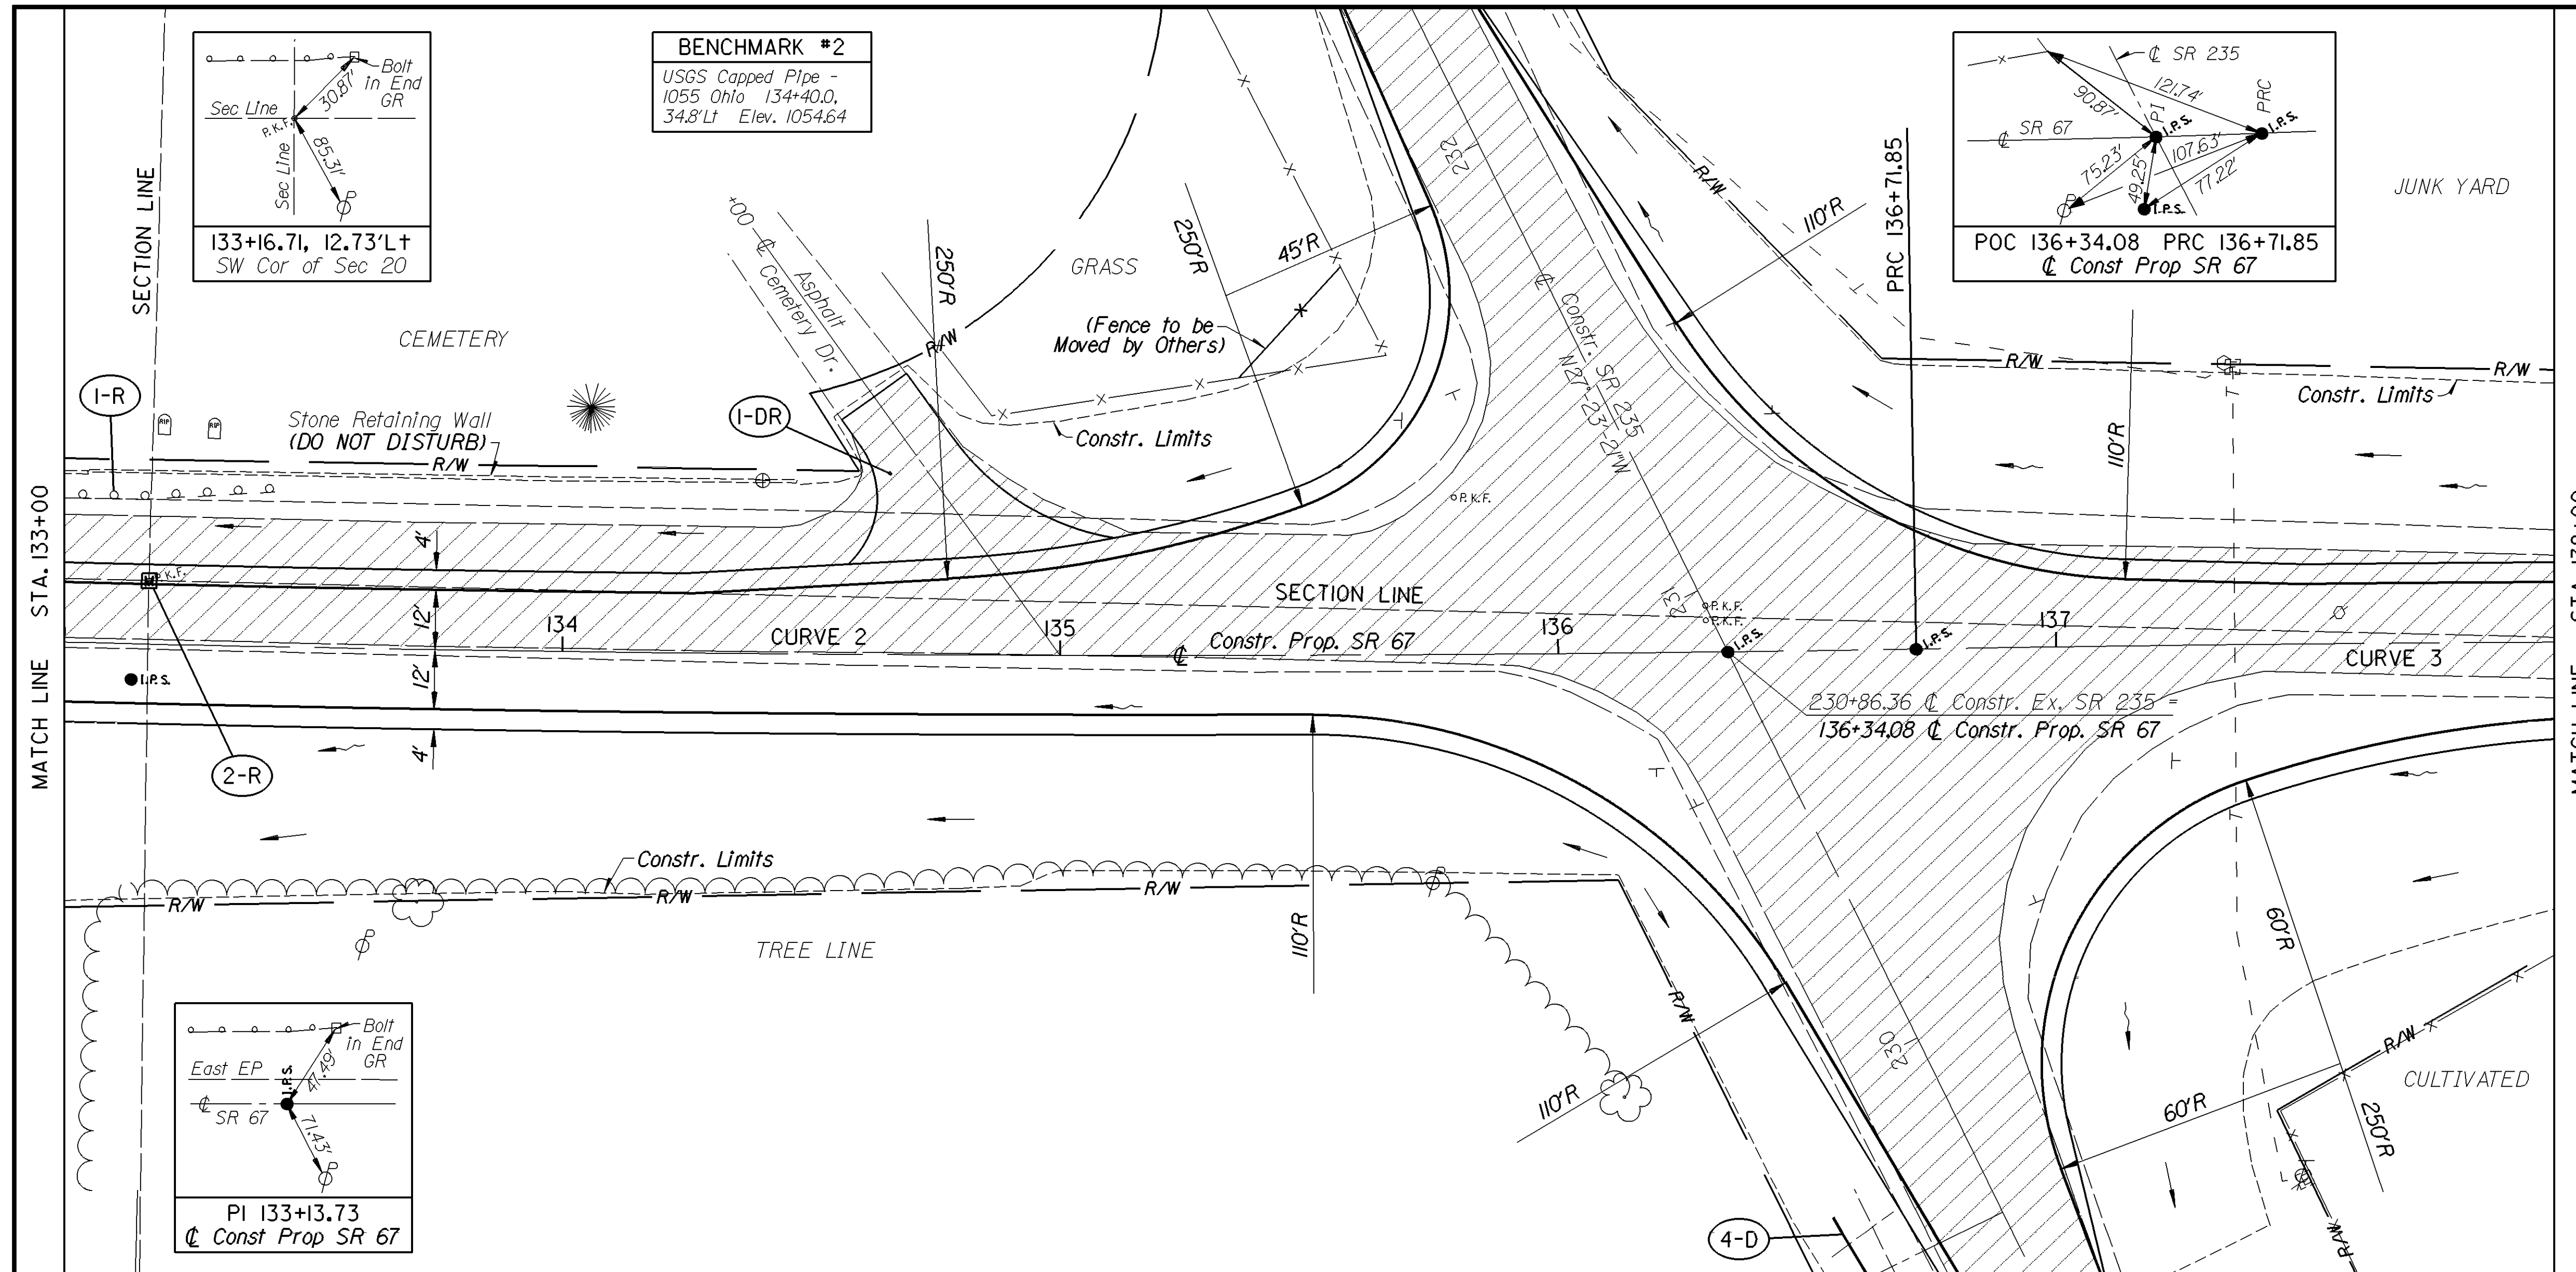 Bolt
in End
GR
30.87'
Sec Line
P.K.F.
85.31'
Sec Line
133+16.71, 12.73'Lt
SW Cor of Sec 20
BENCHMARK #2
USGS Capped Pipe -
1055 Ohio 134+40.0,
34.8'Lt Elev. 1054.64
℄ SR 235
121.74'
90.87'
PI
PRC
I.P.S.
I.P.S.
℄ SR 67
75.23'
107.63'
49.25
77.22'
I.P.S.
POC 136+34.08 PRC 136+71.85
℄ Const Prop SR 67
JUNK YARD
SECTION LINE
CEMETERY
+00 ℄ Cemetery Dr.
Asphalt
250'R
250'R
45'R
GRASS
R/W
(Fence to be
Moved by Others)
232
℄ Constr. SR 235
N27°-23'-21"W
R/W
110'R
PRC 136+71.85
110'R
R/W
R/W
Constr. Limits
1-R
RIP
RIP
Stone Retaining Wall
(DO NOT DISTURB)
R/W
1-DR
Constr. Limits
P.K.F.
MATCH LINE STA. 133+00
P.K.F.
4'
12'
12'
4'
134
CURVE 2
135
SECTION LINE
℄ Constr. Prop. SR 67
136
231
P.K.F.
P.K.F.
I.P.S.
I.P.S.
137
CURVE 3
I.P.S.
2-R
230+86.36 ℄ Constr. Ex. SR 235 =
136+34.08 ℄ Constr. Prop. SR 67
MATCH LINE
Constr. Limits
R/W
R/W
R/W
TREE LINE
110'R
R/W
110'R
230
60'R
60'R
250'R
R/W
CULTIVATED
R/W
4-D
Bolt
in End
GR
East EP
I.P.S.
47.49'
℄ SR 67
71.43'
PI 133+13.73
℄ Const Prop SR 67